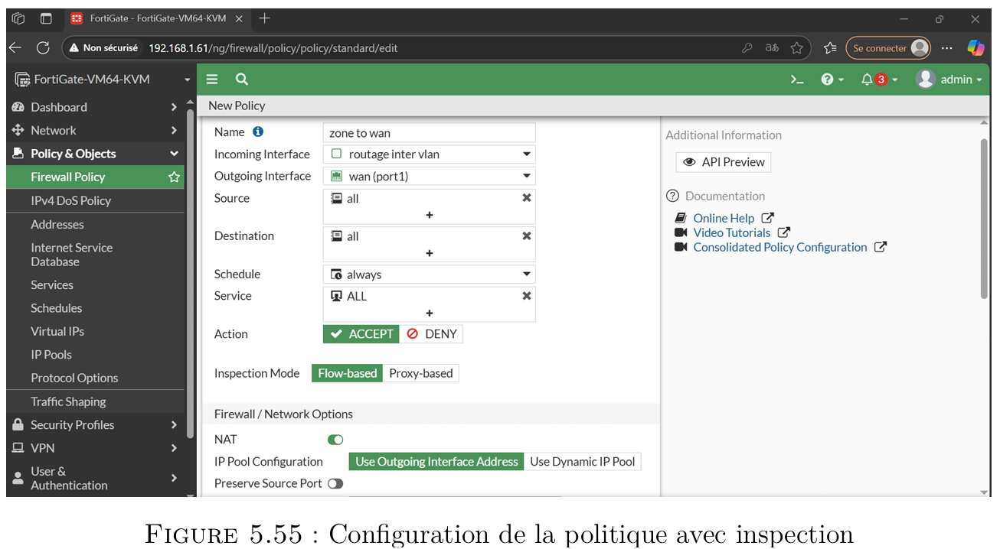 FortiGate - FortiGate-VM64-KVM
Non sécurisé 192.168.1.61/ng/firewall/policy/policy/standard/edit
aあ
Se connecter
FortiGate-VM64-KVM
>_
3
admin
Dashboard
Network
Policy & Objects
Firewall Policy
IPv4 DoS Policy
Addresses
Internet Service
Database
Services
Schedules
Virtual IPs
IP Pools
Protocol Options
Traffic Shaping
Security Profiles
VPN
User &
Authentication
New Policy
Name
zone to wan
Incoming Interface
routage inter vlan
Outgoing Interface
wan (port1)
Source
all
+
Destination
all
+
Schedule
always
Service
ALL
+
Action
ACCEPT DENY
Inspection Mode
Flow-based Proxy-based
Firewall / Network Options
NAT
IP Pool Configuration
Use Outgoing Interface Address Use Dynamic IP Pool
Preserve Source Port
Additional Information
API Preview
Documentation
Online Help
Video Tutorials
Consolidated Policy Configuration
FIGURE 5.55 : Configuration de la politique avec inspection